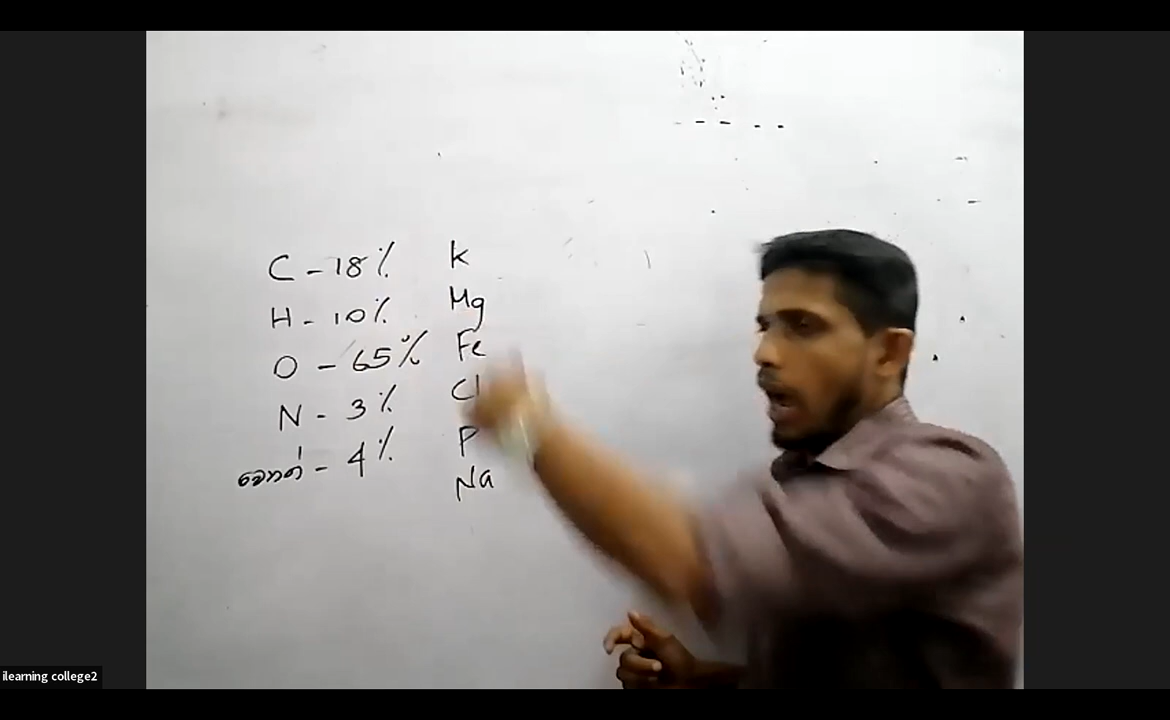 C - 18%
H - 10%
O - 65%
N - 3%
වෙනත් - 4%
K
Mg
Fe
Cl
P
Na
ilearning college2